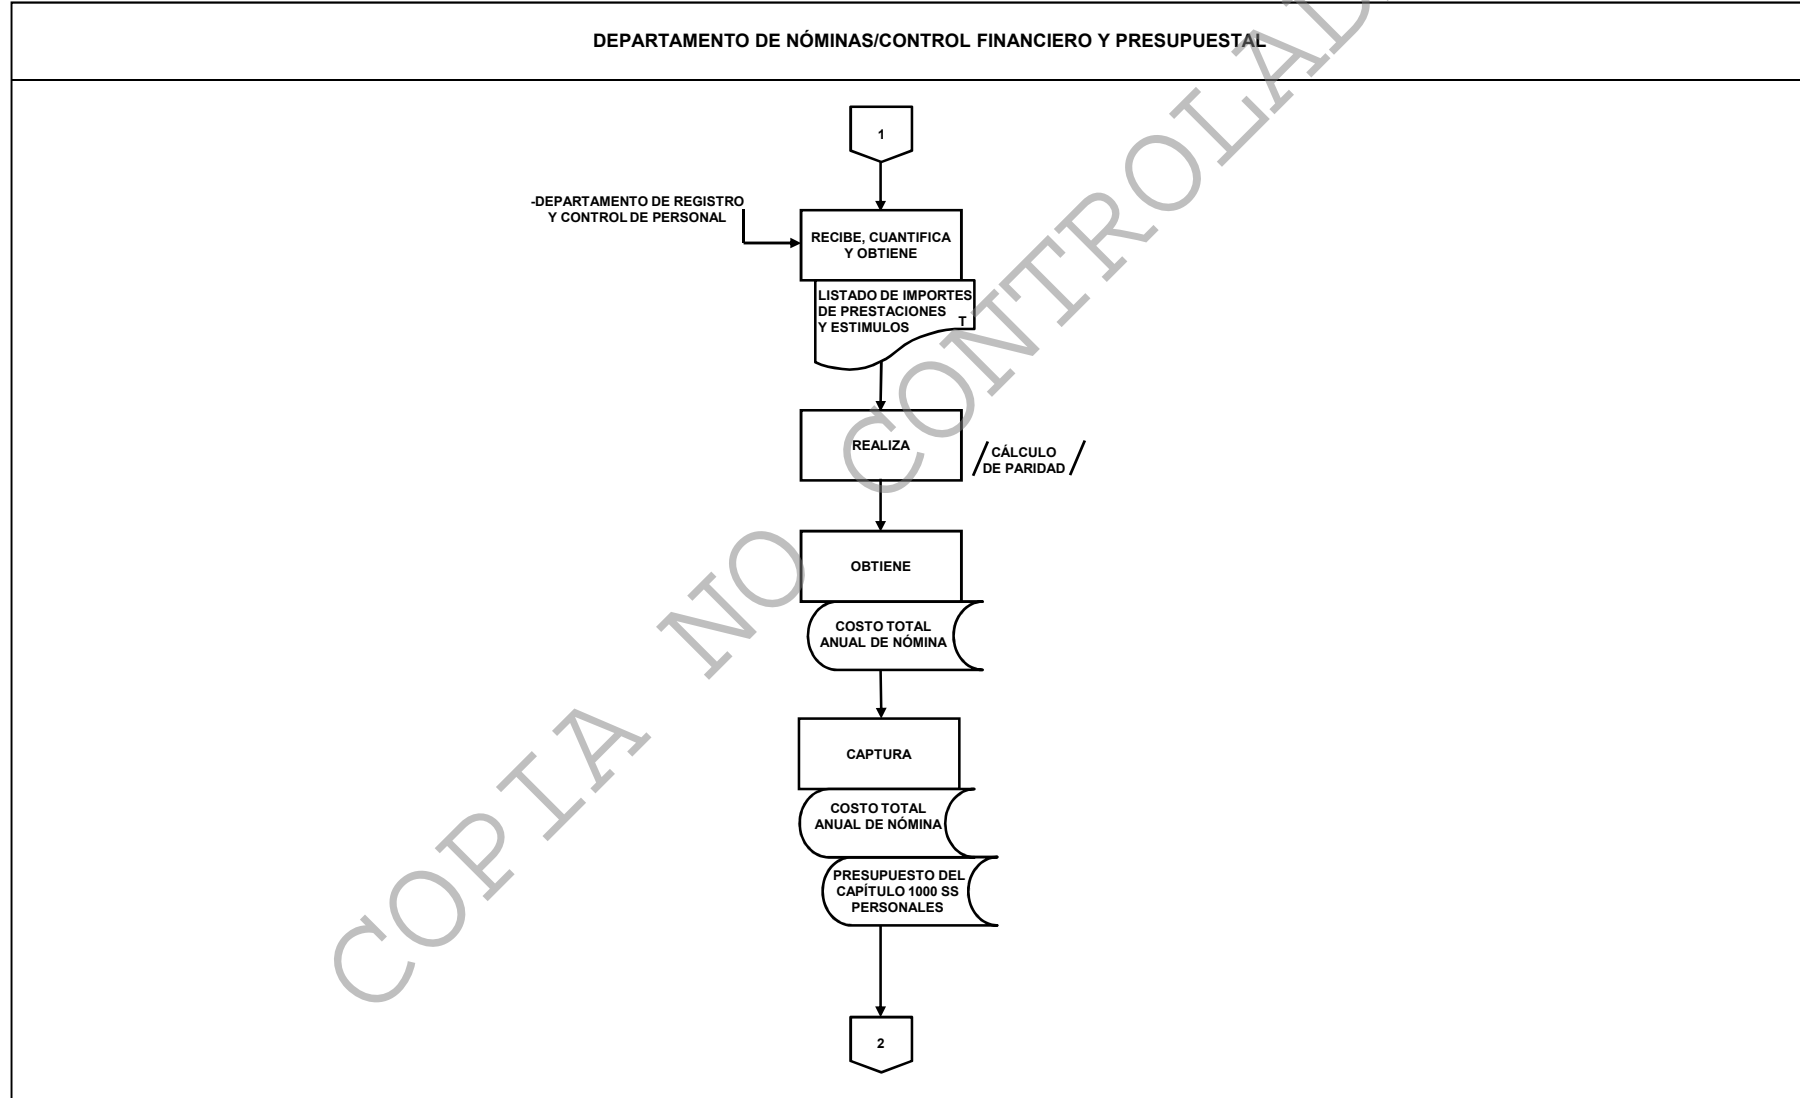 DEPARTAMENTO DE NÓMINAS/CONTROL FINANCIERO Y PRESUPUESTAL
1
-DEPARTAMENTO DE REGISTRO
Y CONTROL DE PERSONAL
RECIBE, CUANTIFICA
Y OBTIENE
LISTADO DE IMPORTES
DE PRESTACIONES
Y ESTIMULOS
T
REALIZA
/ CÁLCULO
DE PARIDAD /
OBTIENE
COSTO TOTAL
ANUAL DE NÓMINA
CAPTURA
COSTO TOTAL
ANUAL DE NÓMINA
PRESUPUESTO DEL
CAPÍTULO 1000 SS
PERSONALES
2
COPIA NO CONTROLAD